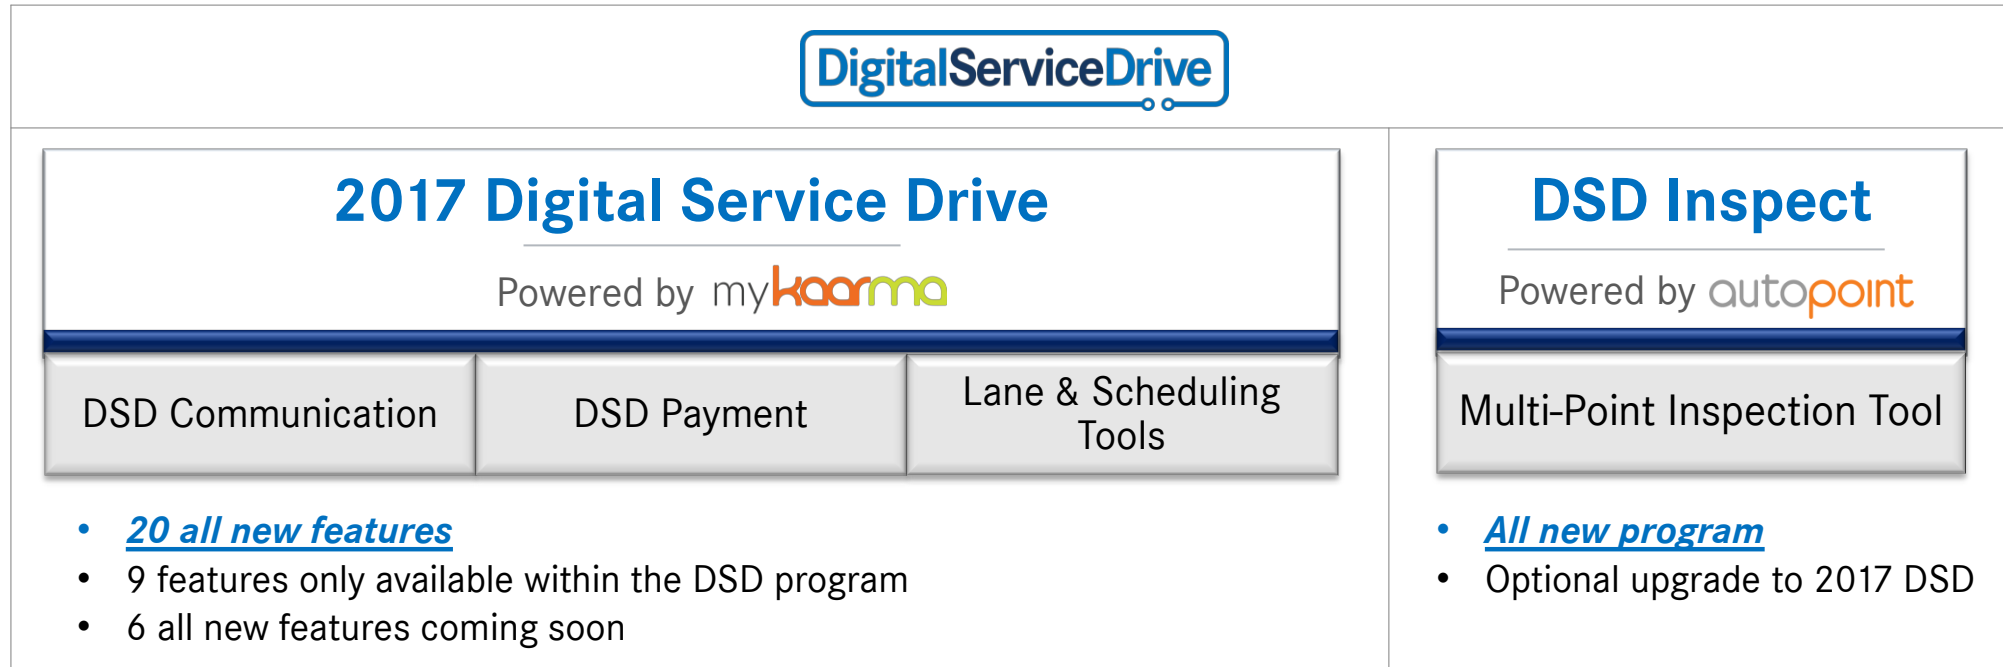 DigitalServiceDrive
2017 Digital Service Drive
Powered by mykaarma
DSD Communication
DSD Payment
Lane & Scheduling
Tools
• 20 all new features
• 9 features only available within the DSD program
• 6 all new features coming soon
DSD Inspect
Powered by autopoint
Multi-Point Inspection Tool
• All new program
• Optional upgrade to 2017 DSD